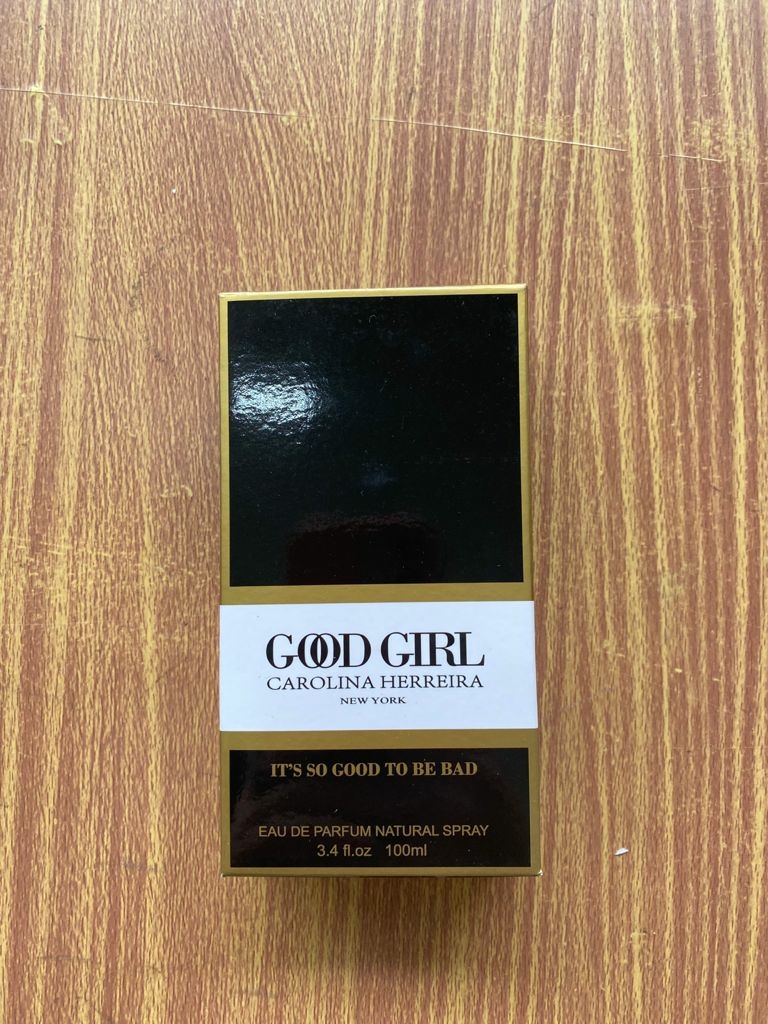 GOOD GIRL
CAROLINA HERREIRA
NEW YORK
IT'S SO GOOD TO BE BAD
EAU DE PARFUM NATURAL SPRAY
3.4 fl.oz 100ml